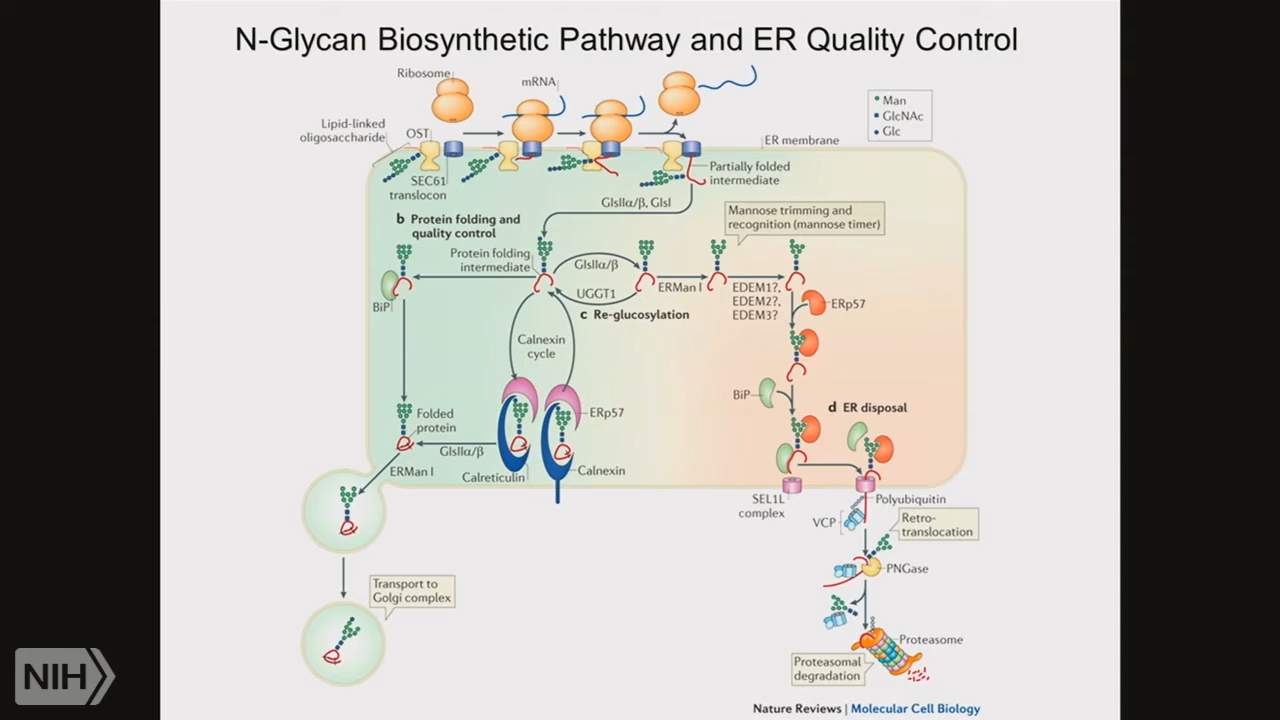 N-Glycan Biosynthetic Pathway and ER Quality Control
Ribosome
mRNA
Man
GlcNAc
Glc
Lipid-linked
oligosaccharide
OST
ER membrane
SEC61
translocon
Partially folded
intermediate
GlsIIα/β, GlsI
b Protein folding and
quality control
Mannose trimming and
recognition (mannose timer)
Protein folding
intermediate
GlsIIα/β
UGGT1
ERMan I
EDEM1?,
EDEM2?,
EDEM3?
ERp57
BiP
c Re-glucosylation
Calnexin
cycle
BiP
d ER disposal
Folded
protein
ERp57
GlsIIα/β
ERMan I
Calreticulin
Calnexin
SEL1L
complex
Polyubiquitin
VCP
Retro-
translocation
PNGase
Transport to
Golgi complex
Proteasome
Proteasomal
degradation
NIH
Nature Reviews | Molecular Cell Biology